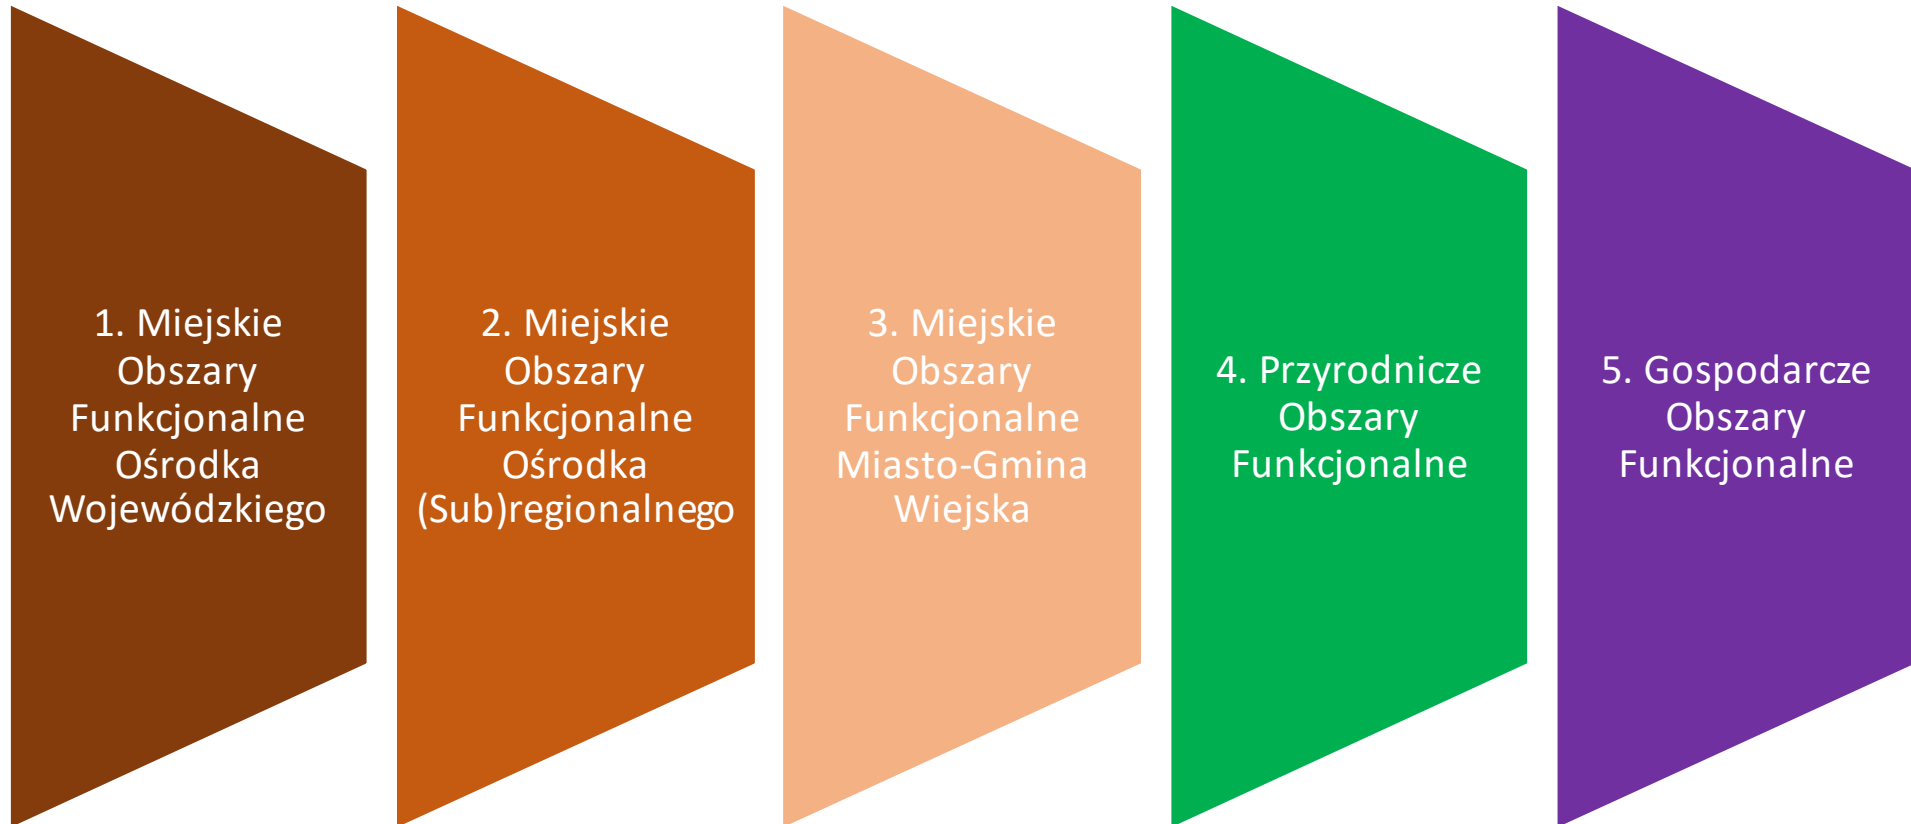 1. Miejskie
Obszary
Funkcjonalne
Ośrodka
Wojewódzkiego
2. Miejskie
Obszary
Funkcjonalne
Ośrodka
(Sub)regionalnego
3. Miejskie
Obszary
Funkcjonalne
Miasto-Gmina
Wiejska
4. Przyrodnicze
Obszary
Funkcjonalne
5. Gospodarcze
Obszary
Funkcjonalne